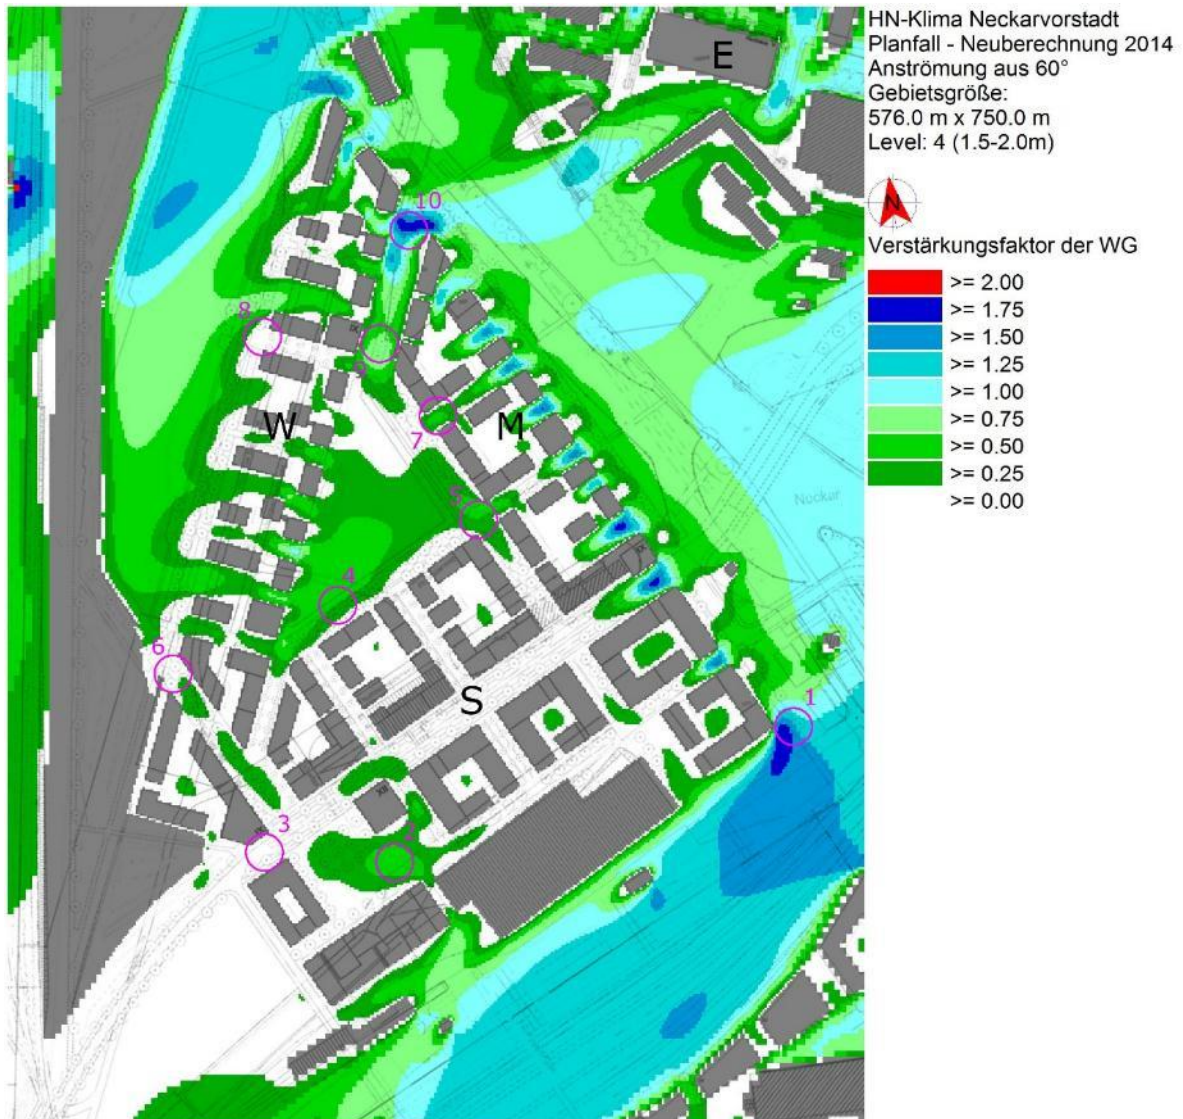 HN-Klima Neckarvorstadt
Planfall - Neuberechnung 2014
Anströmung aus 60°
Gebietsgröße:
576.0 m x 750.0 m
Level: 4 (1.5-2.0m)
N
Verstärkungsfaktor der WG
>= 2.00
>= 1.75
>= 1.50
>= 1.25
>= 1.00
>= 0.75
>= 0.50
>= 0.25
>= 0.00
E
10
8
9
W
7
M
5
Neckar
4
6
S
1
3
2